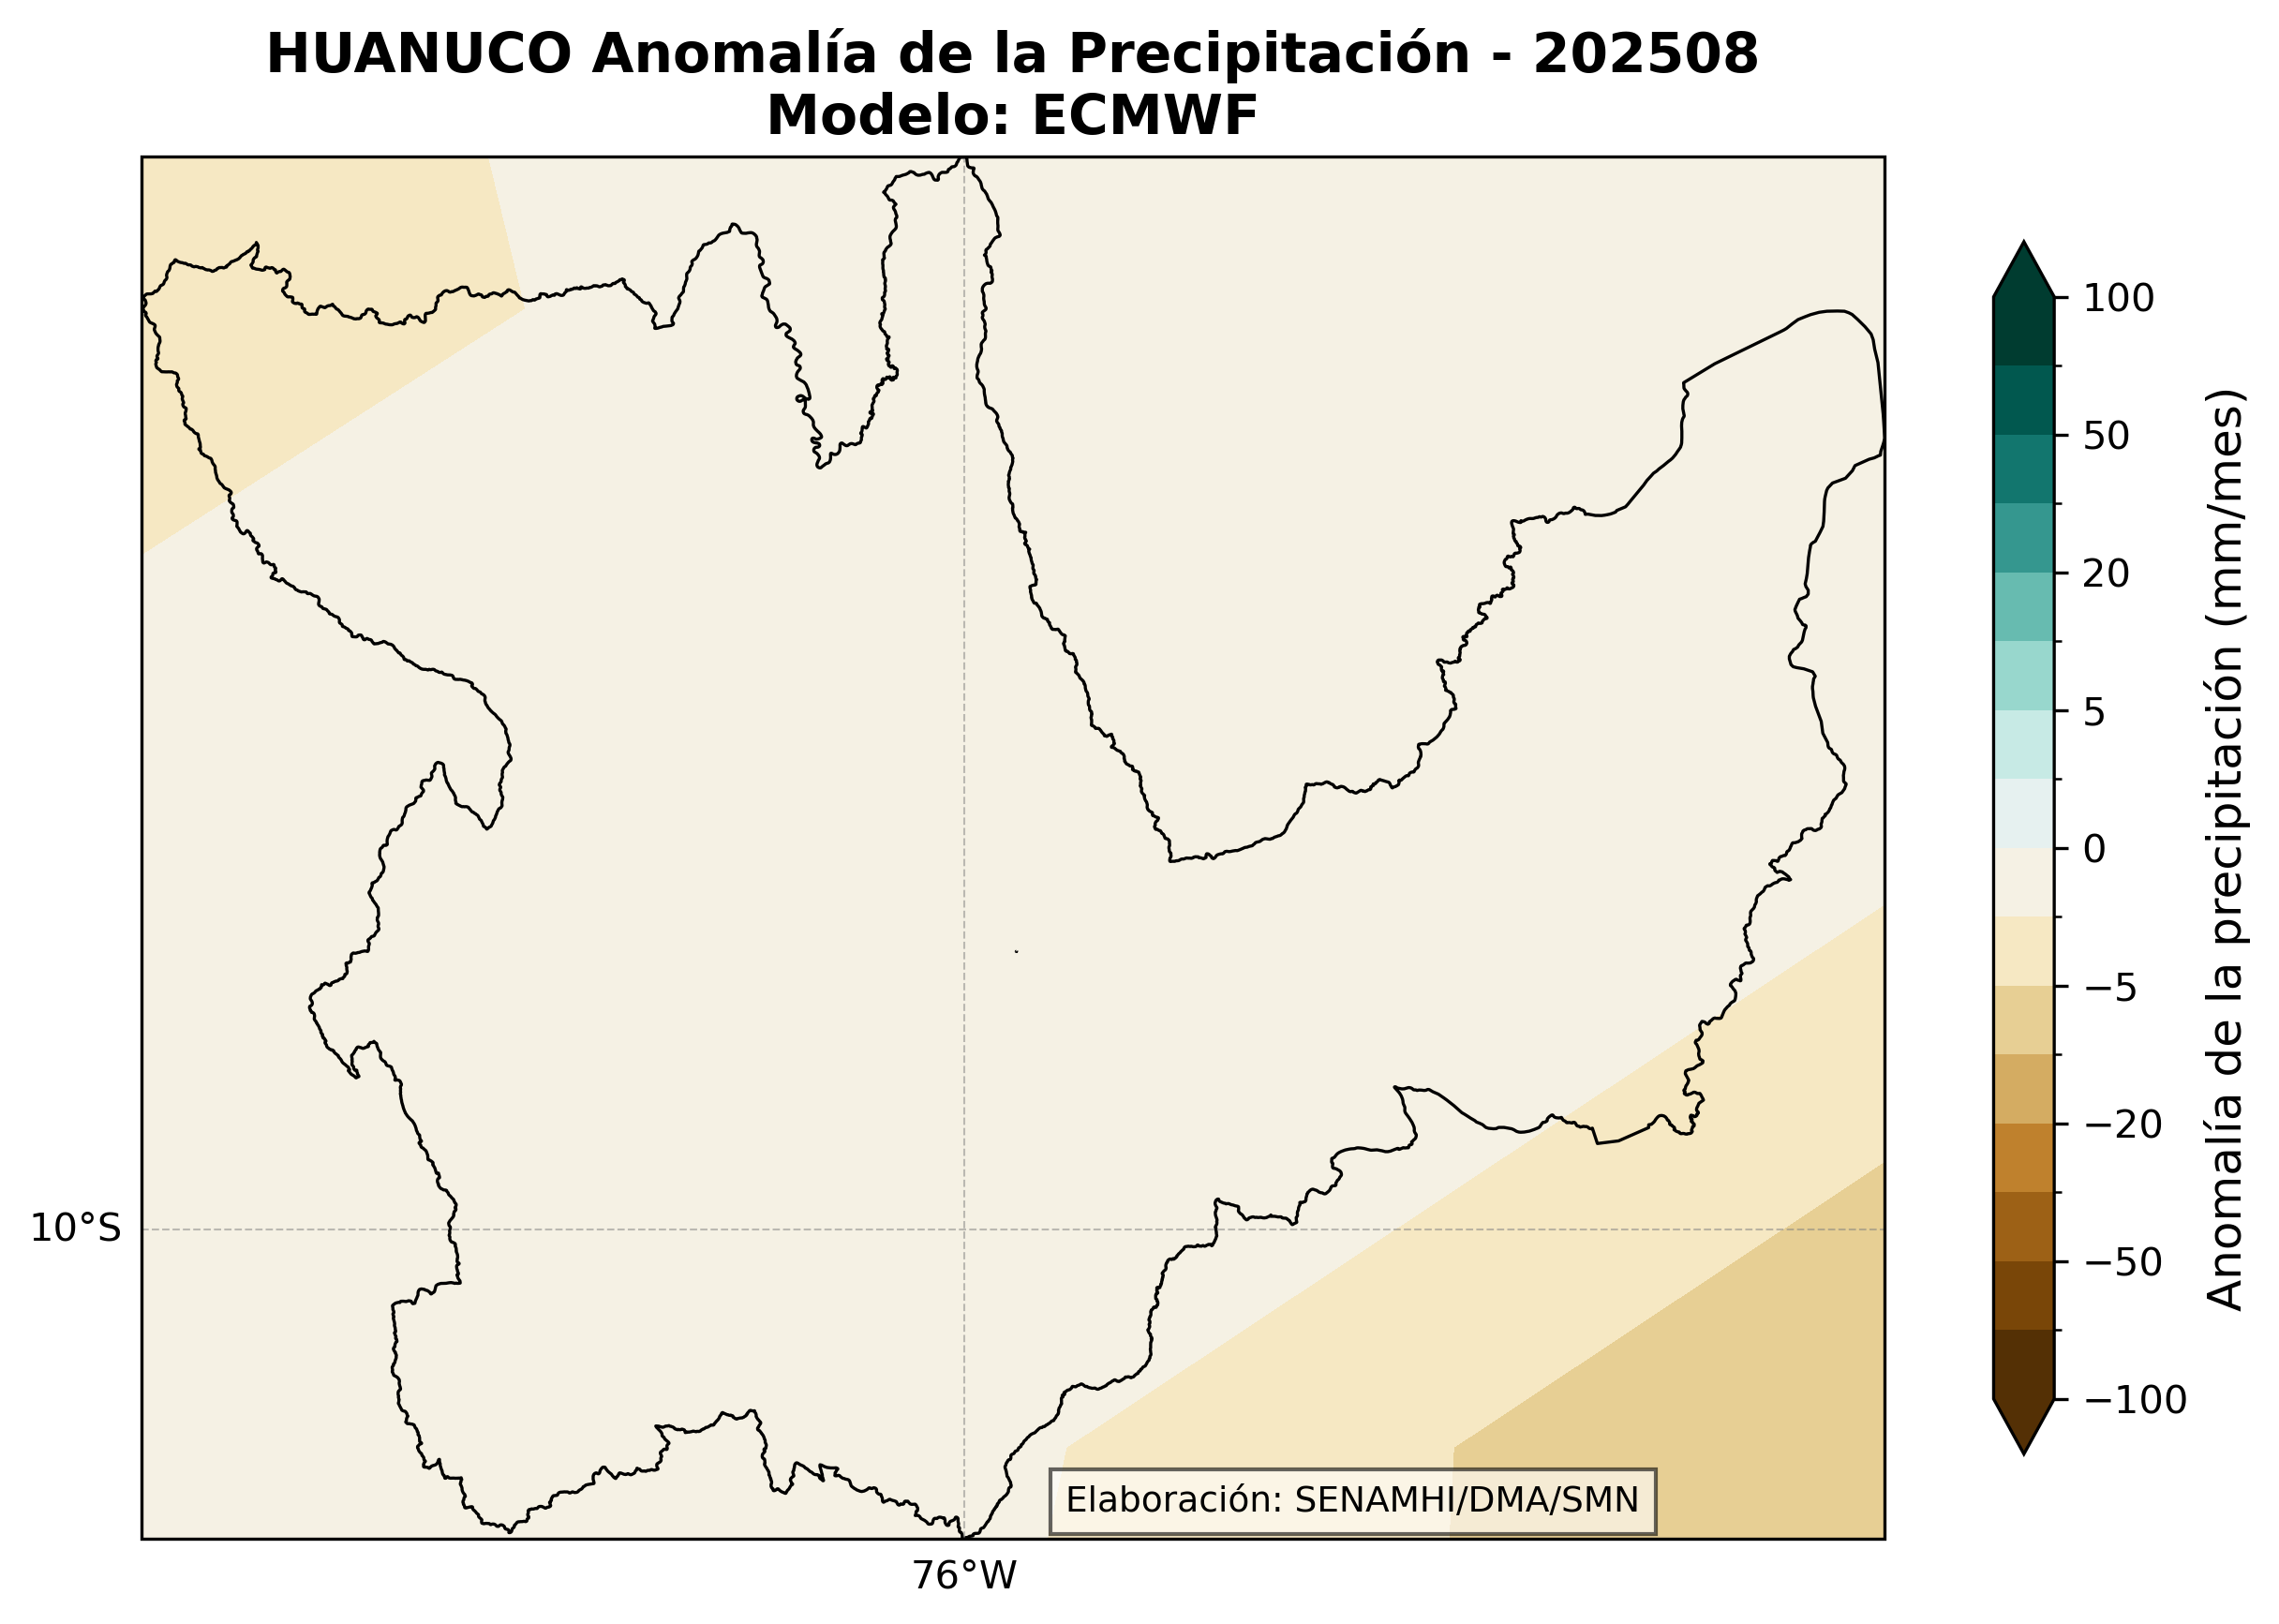 HUANUCO Anomalía de la Precipitación - 202508
Modelo: ECMWF
100
50
20
5
0
−5
−20
−50
−100
Anomalía de la precipitación (mm/mes)
10°S
76°W
Elaboración: SENAMHI/DMA/SMN